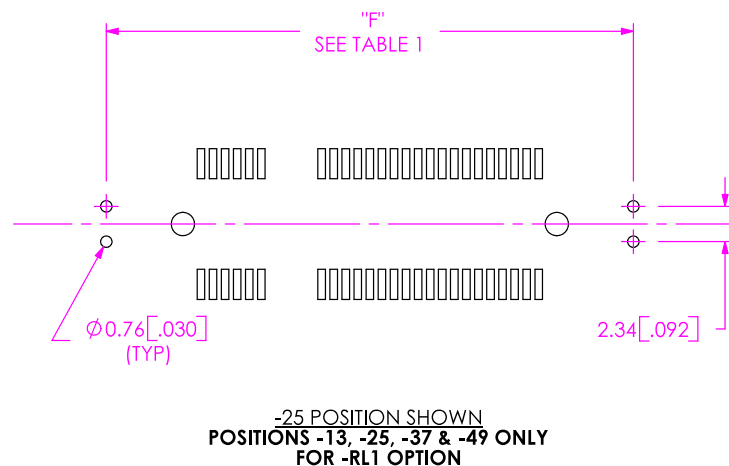 "F"
SEE TABLE 1
Ø0.76[.030]
(TYP)
2.34[.092]
-25 POSITION SHOWN
POSITIONS -13, -25, -37 & -49 ONLY
FOR -RL1 OPTION